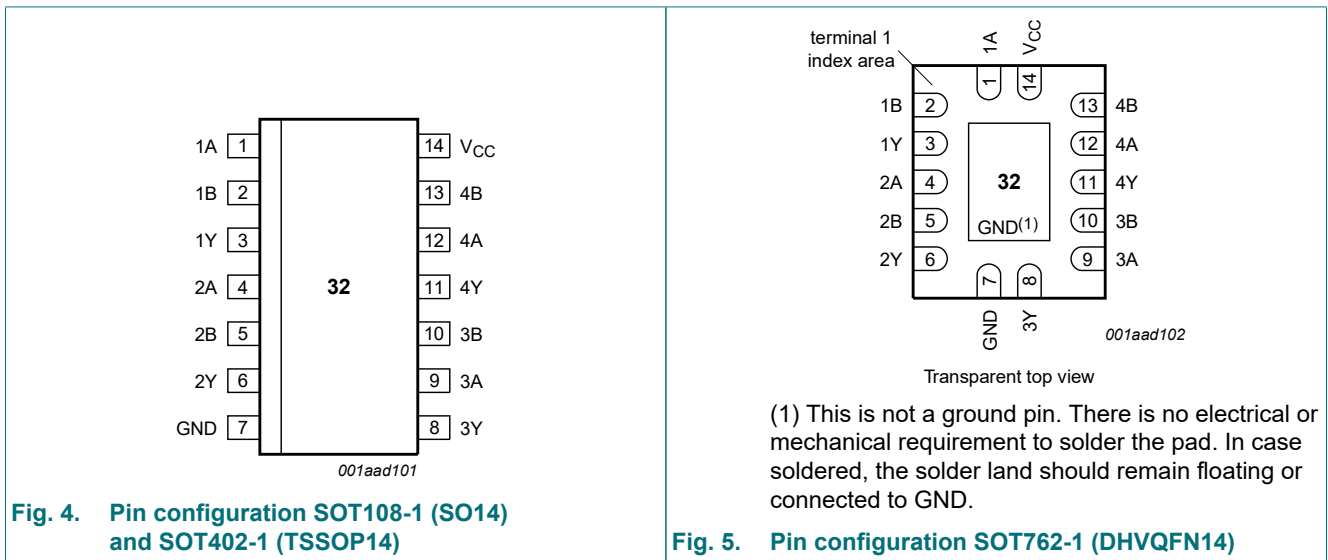 1A 1
1B 2
1Y 3
2A 4
2B 5
2Y 6
GND 7
32
14 VCC
13 4B
12 4A
11 4Y
10 3B
9 3A
8 3Y
001aad101
Fig. 4. Pin configuration SOT108-1 (SO14)
and SOT402-1 (TSSOP14)
terminal 1
index area
1A
VCC
1
14
1B 2
1Y 3
2A 4
2B 5
2Y 6
32
GND(1)
13 4B
12 4A
11 4Y
10 3B
9 3A
7
8
GND
3Y
001aad102
Transparent top view
(1) This is not a ground pin. There is no electrical or
mechanical requirement to solder the pad. In case
soldered, the solder land should remain floating or
connected to GND.
Fig. 5. Pin configuration SOT762-1 (DHVQFN14)